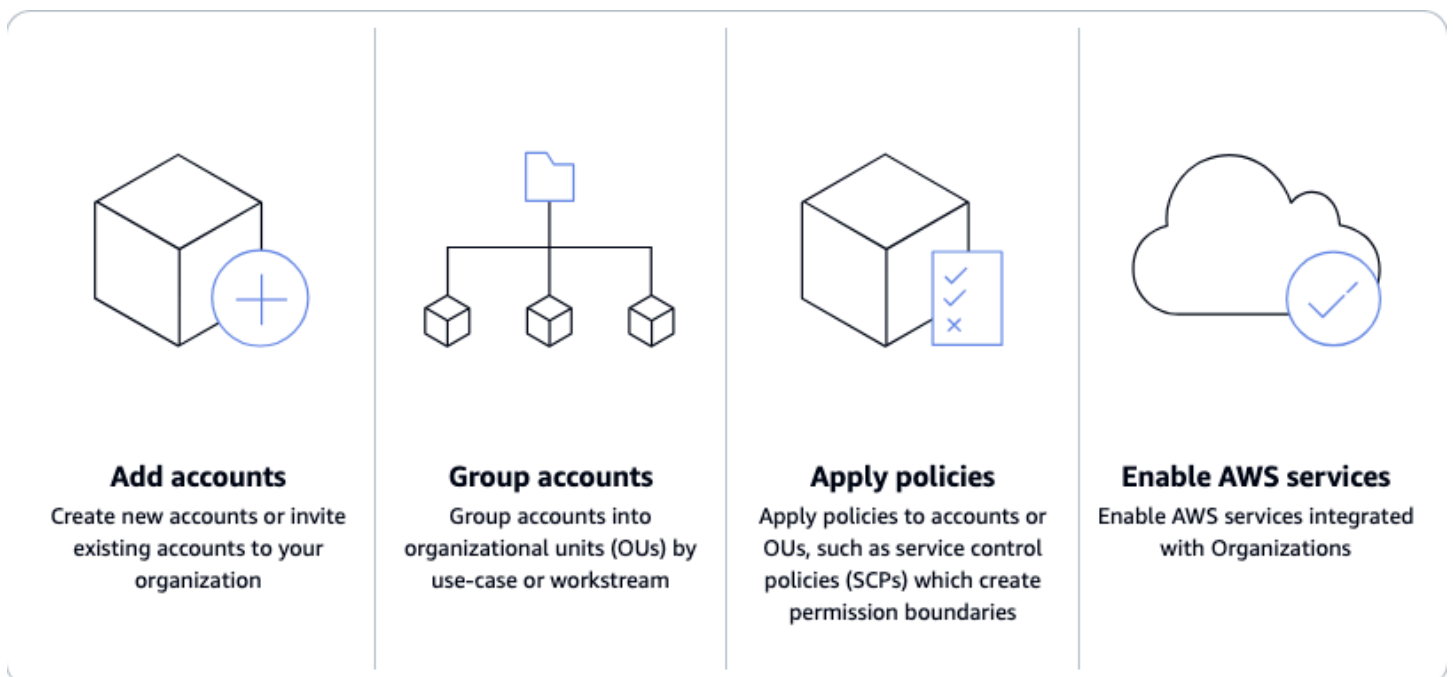 Add accounts
Create new accounts or invite
existing accounts to your
organization
Group accounts
Group accounts into
organizational units (OUs) by
use-case or workstream
Apply policies
Apply policies to accounts or
OUs, such as service control
policies (SCPs) which create
permission boundaries
Enable AWS services
Enable AWS services integrated
with Organizations